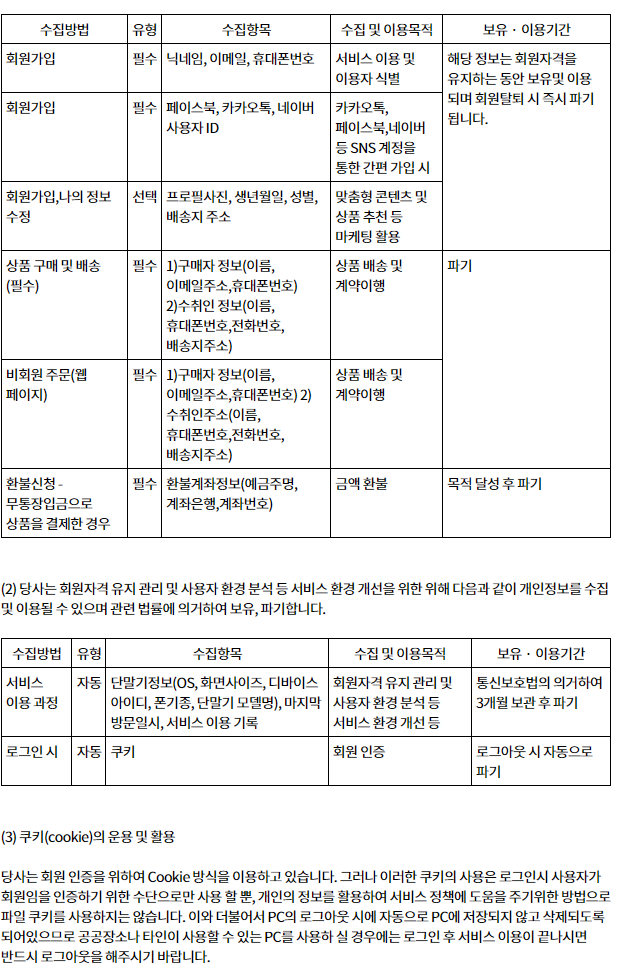 수집방법 유형 수집항목 수집 및 이용목적 보유 · 이용기간
회원가입 필수 닉네임, 이메일, 휴대폰번호 서비스 이용 및 해당 정보는 회원자격을
이용자 식별 유지하는 동안 보유및 이용
되며 회원탈퇴 시 즉시 파기
됩니다.
회원가입 필수 페이스북, 카카오톡, 네이버 카카오톡,
사용자 ID 페이스북,네이버
등 SNS 계정을
통한 간편 가입 시
회원가입,나의 정보 선택 프로필사진, 생년월일, 성별, 맞춤형 콘텐츠 및
수정 배송지 주소 상품 추천 등
마케팅 활용
상품 구매 및 배송 필수 1)구매자 정보(이름, 상품 배송 및 파기
(필수) 이메일주소,휴대폰번호) 계약이행
2)수취인 정보(이름,
휴대폰번호,전화번호,
배송지주소)
비회원 주문(웹 필수 1)구매자 정보(이름, 상품 배송 및
페이지) 이메일주소,휴대폰번호) 2) 계약이행
수취인주소(이름,
휴대폰번호,전화번호,
배송지주소)
환불신청 - 필수 환불계좌정보(예금주명, 금액 환불 목적 달성 후 파기
무통장입금으로 계좌은행,계좌번호)
상품을 결제한 경우
(2) 당사는 회원자격 유지 관리 및 사용자 환경 분석 등 서비스 환경 개선을 위한 위해 다음과 같이 개인정보를 수집
및 이용될 수 있으며 관련 법률에 의거하여 보유, 파기합니다.
수집방법 유형 수집항목 수집 및 이용목적 보유 · 이용기간
서비스 자동 단말기정보(OS, 화면사이즈, 디바이스 회원자격 유지 관리 및 통신보호법의 의거하여
이용 과정 아이디, 폰기종, 단말기 모델명), 마지막 사용자 환경 분석 등 3개월 보관 후 파기
방문일시, 서비스 이용 기록 서비스 환경 개선 등
로그인 시 자동 쿠키 회원 인증 로그아웃 시 자동으로
파기
(3) 쿠키(cookie)의 운용 및 활용
당사는 회원 인증을 위하여 Cookie 방식을 이용하고 있습니다. 그러나 이러한 쿠키의 사용은 로그인시 사용자가
회원임을 인증하기 위한 수단으로만 사용 할 뿐, 개인의 정보를 활용하여 서비스 정책에 도움을 주기위한 방법으로
파일 쿠키를 사용하지는 않습니다. 이와 더불어서 PC의 로그아웃 시에 자동으로 PC에 저장되지 않고 삭제되도록
되어있으므로 공공장소나 타인이 사용할 수 있는 PC를 사용하 실 경우에는 로그인 후 서비스 이용이 끝나시면
반드시 로그아웃을 해주시기 바랍니다.